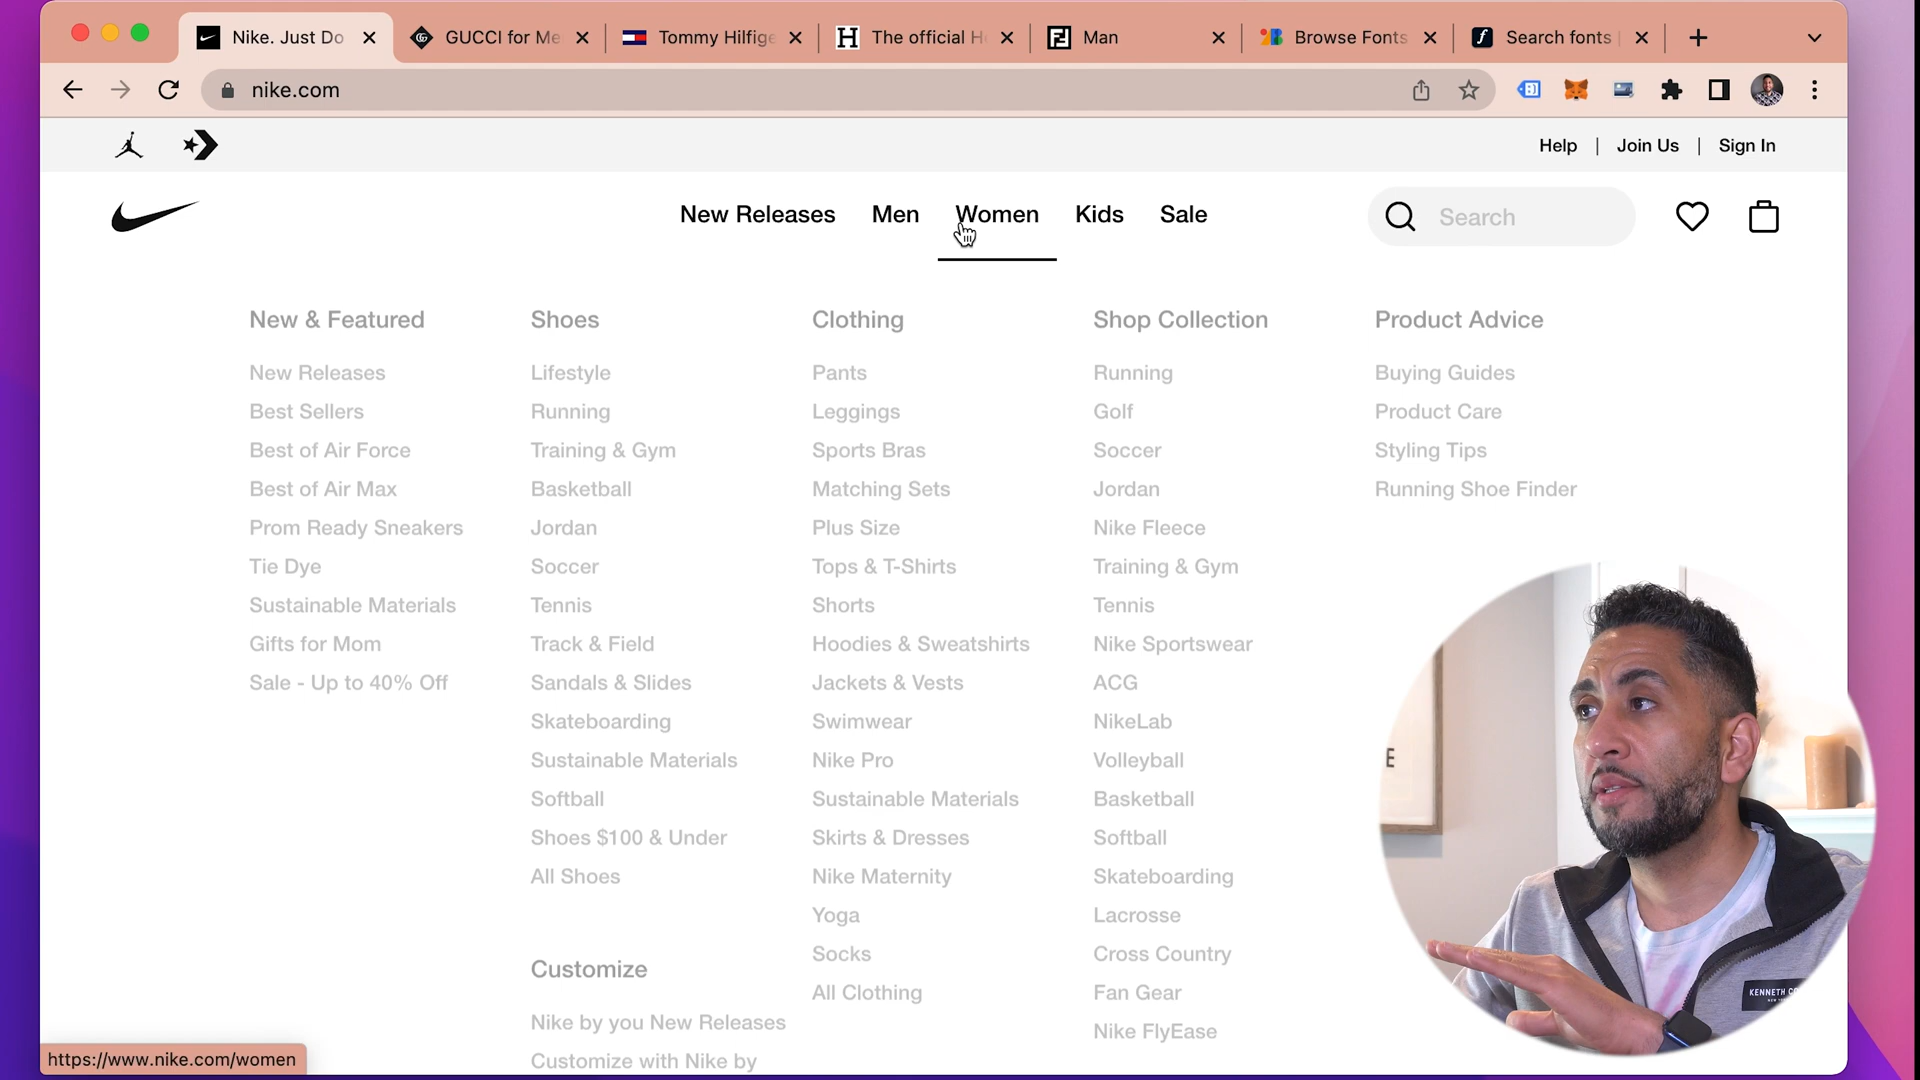 Nike. Just Do
GUCCI for Me
Tommy Hilfige
The official He
Man
Browse Fonts
Search fonts
nike.com
Help | Join Us | Sign In
New Releases Men Women Kids Sale
Search
New & Featured
New Releases
Best Sellers
Best of Air Force
Best of Air Max
Prom Ready Sneakers
Tie Dye
Sustainable Materials
Gifts for Mom
Sale - Up to 40% Off
Shoes
Lifestyle
Running
Training & Gym
Basketball
Jordan
Soccer
Tennis
Track & Field
Sandals & Slides
Skateboarding
Sustainable Materials
Softball
Shoes $100 & Under
All Shoes
Customize
Nike by you New Releases
Customize with Nike by
Clothing
Pants
Leggings
Sports Bras
Matching Sets
Plus Size
Tops & T-Shirts
Shorts
Hoodies & Sweatshirts
Jackets & Vests
Swimwear
Nike Pro
Sustainable Materials
Skirts & Dresses
Nike Maternity
Yoga
Socks
All Clothing
Shop Collection
Running
Golf
Soccer
Jordan
Nike Fleece
Training & Gym
Tennis
Nike Sportswear
ACG
NikeLab
Volleyball
Basketball
Softball
Skateboarding
Lacrosse
Cross Country
Fan Gear
Nike FlyEase
Product Advice
Buying Guides
Product Care
Styling Tips
Running Shoe Finder
E
KENNETH CO
https://www.nike.com/women